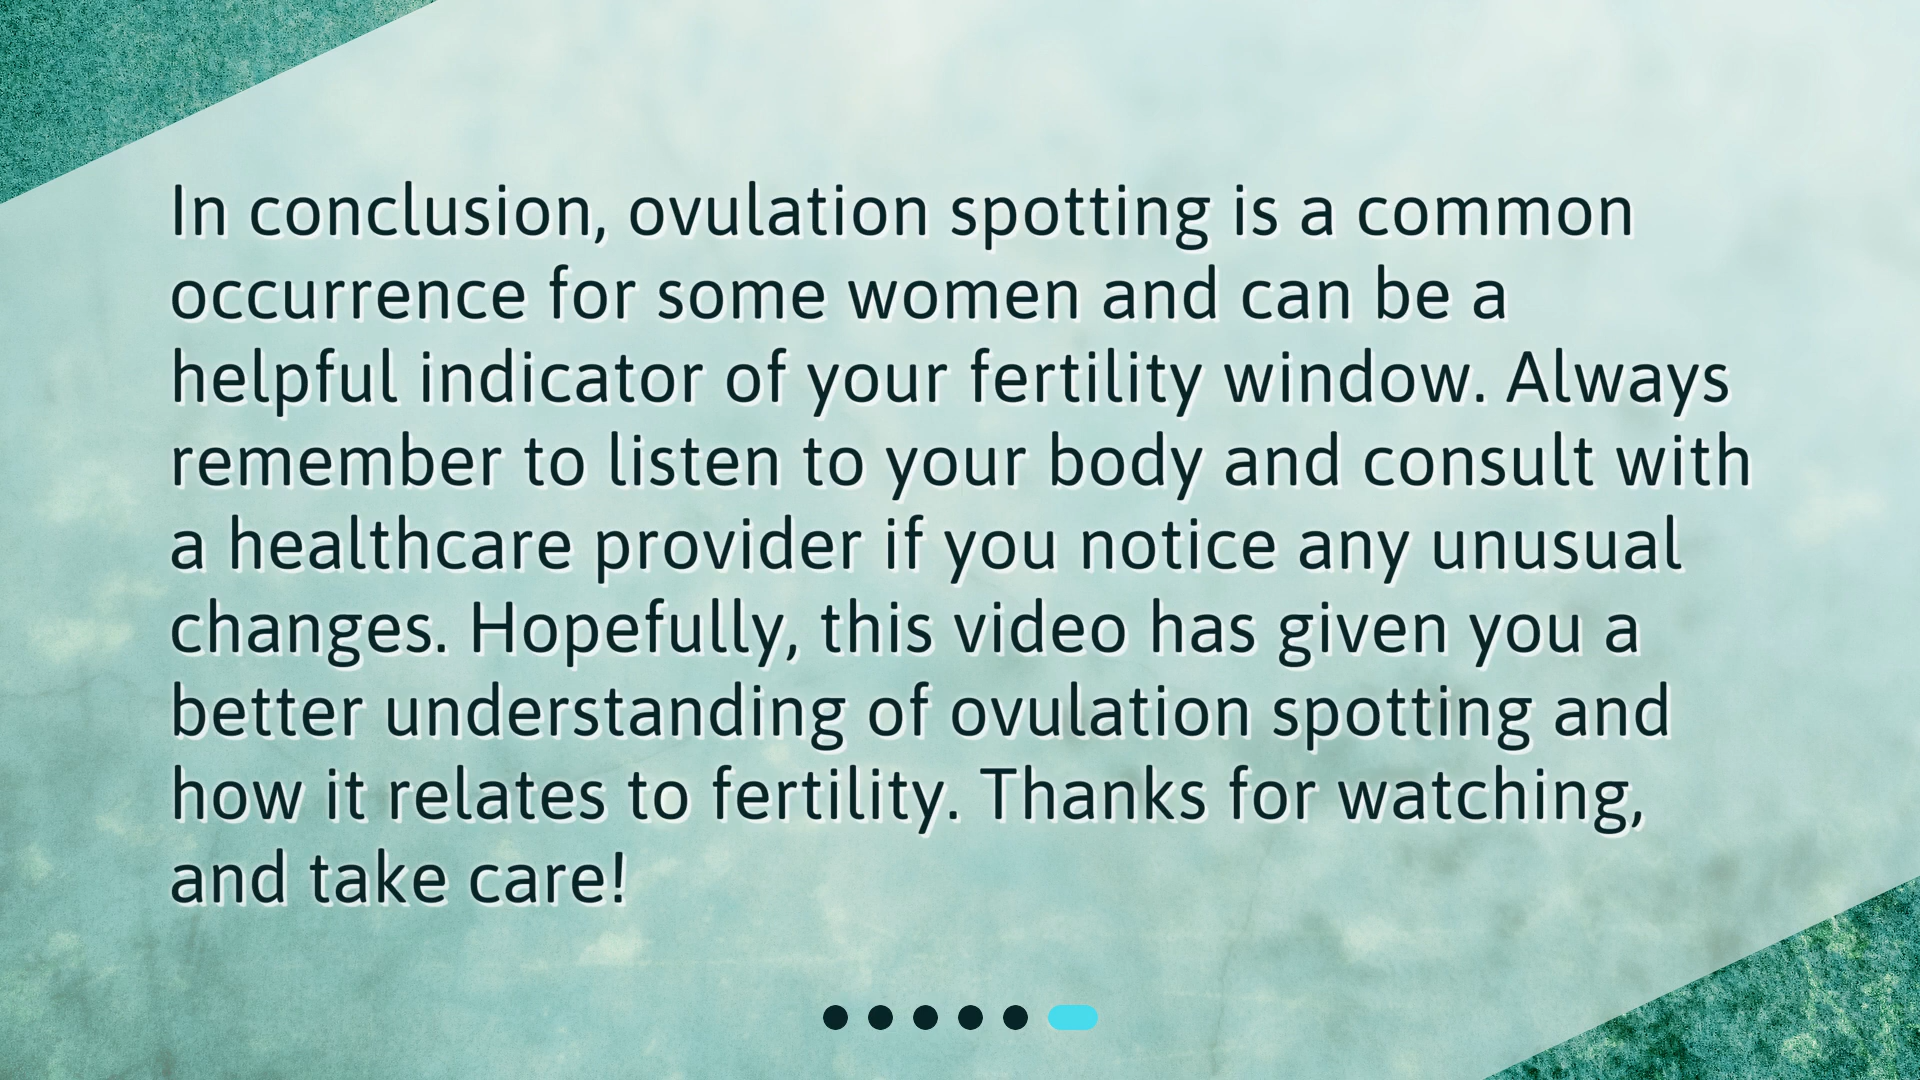 In conclusion, ovulation spotting is a common
occurrence for some women and can be a
helpful indicator of your fertility window. Always
remember to listen to your body and consult with
a healthcare provider if you notice any unusual
changes. Hopefully, this video has given you a
better understanding of ovulation spotting and
how it relates to fertility. Thanks for watching,
and take care!